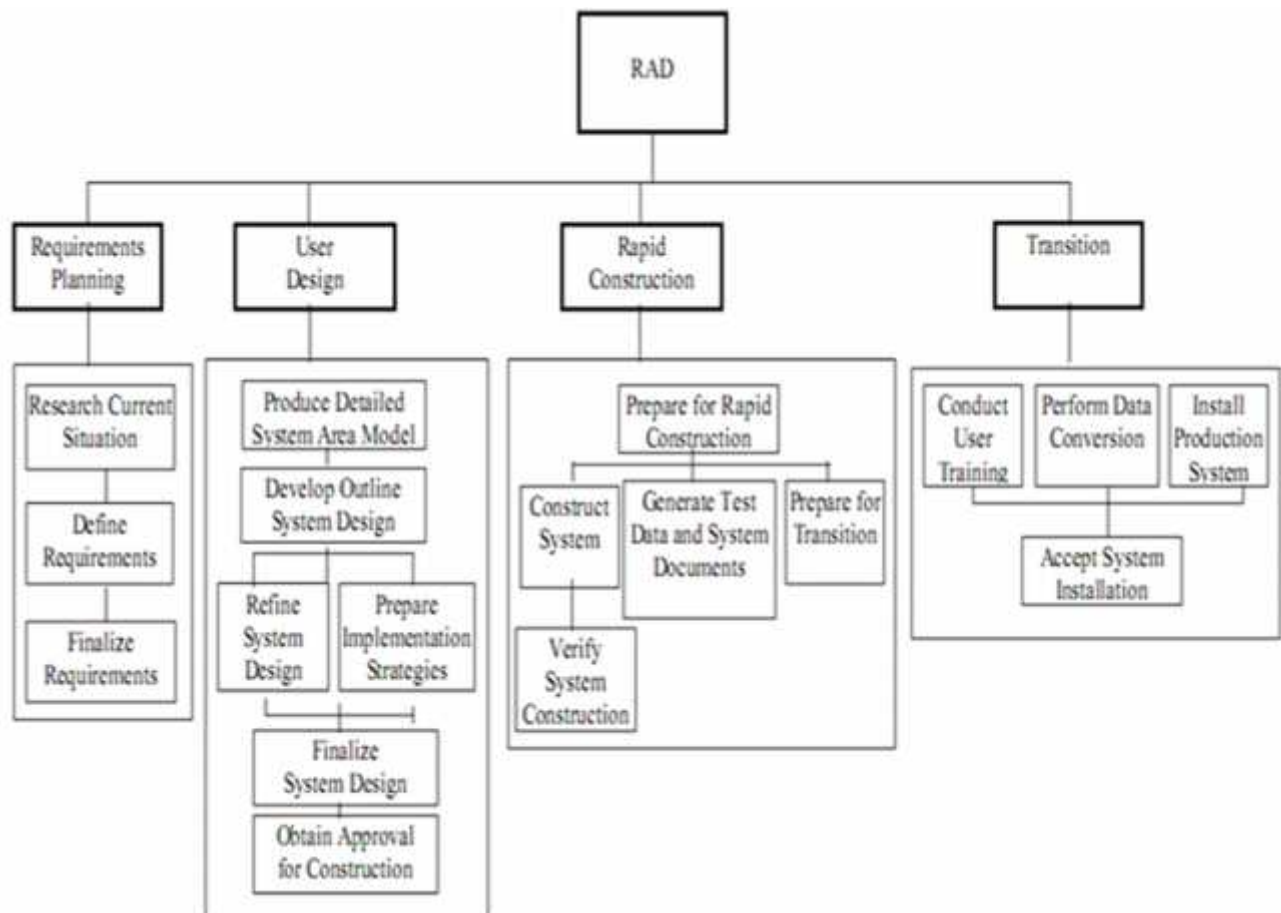 RAD
Requirements
Planning
User
Design
Rapid
Construction
Transition
Research Current
Situation
Define
Requirements
Finalize
Requirements
Produce Detailed
System Area Model
Develop Outline
System Design
Refine
System
Design
Prepare
Implementation
Strategies
Finalize
System Design
Obtain Approval
for Construction
Prepare for Rapid
Construction
Construct
System
Generate Test
Data and System
Documents
Prepare for
Transition
Verify
System
Construction
Conduct
User
Training
Perform Data
Conversion
Install
Production
System
Accept System
Installation